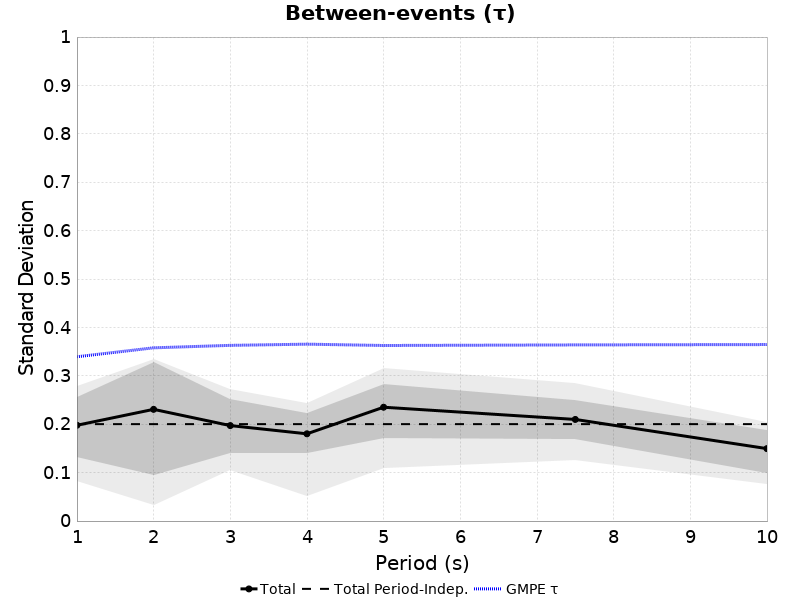 Between-events (τ)
Standard Deviation
1
0.9
0.8
0.7
0.6
0.5
0.4
0.3
0.2
0.1
0
1 2 3 4 5 6 7 8 9 10
Period (s)
Total Total Period-Indep. GMPE τ